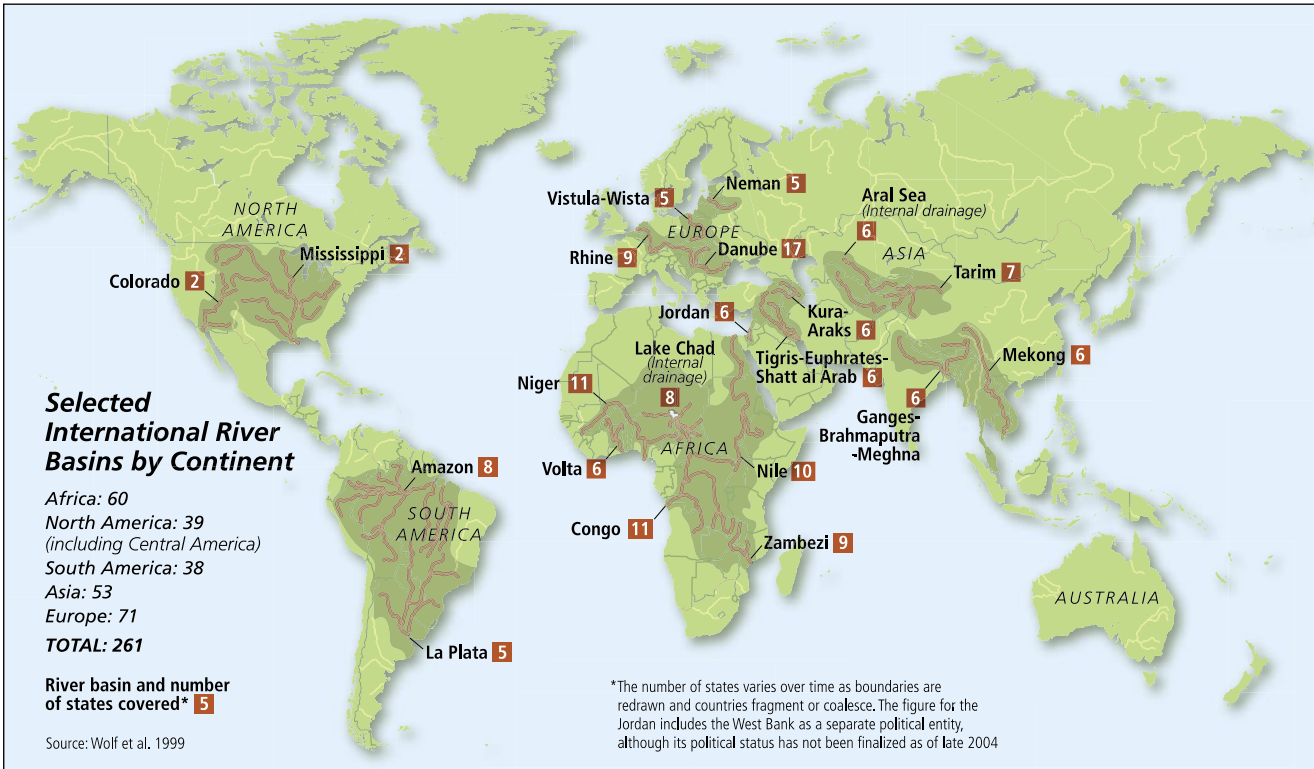 NORTH
AMERICA
Mississippi 2
Colorado 2
Vistula-Wista 5
Neman 5
EUROPE
Rhine 9
Danube 17
Aral Sea
(Internal drainage)
6
ASIA
Tarim 7
Jordan 6
Kura-
Araks 6
Tigris-Euphrates-
Shatt al Arab 6
Mekong 6
6
Ganges-
Brahmaputra
-Meghna
Lake Chad
(Internal
drainage)
8
Niger 11
AFRICA
Volta 6
Nile 10
Congo 11
Zambezi 9
Amazon 8
SOUTH
AMERICA
La Plata 5
AUSTRALIA
Selected
International River
Basins by Continent
Africa: 60
North America: 39
(including Central America)
South America: 38
Asia: 53
Europe: 71
TOTAL: 261
River basin and number
of states covered* 5
Source: Wolf et al. 1999
*The number of states varies over time as boundaries are
redrawn and countries fragment or coalesce. The figure for the
Jordan includes the West Bank as a separate political entity,
although its political status has not been finalized as of late 2004